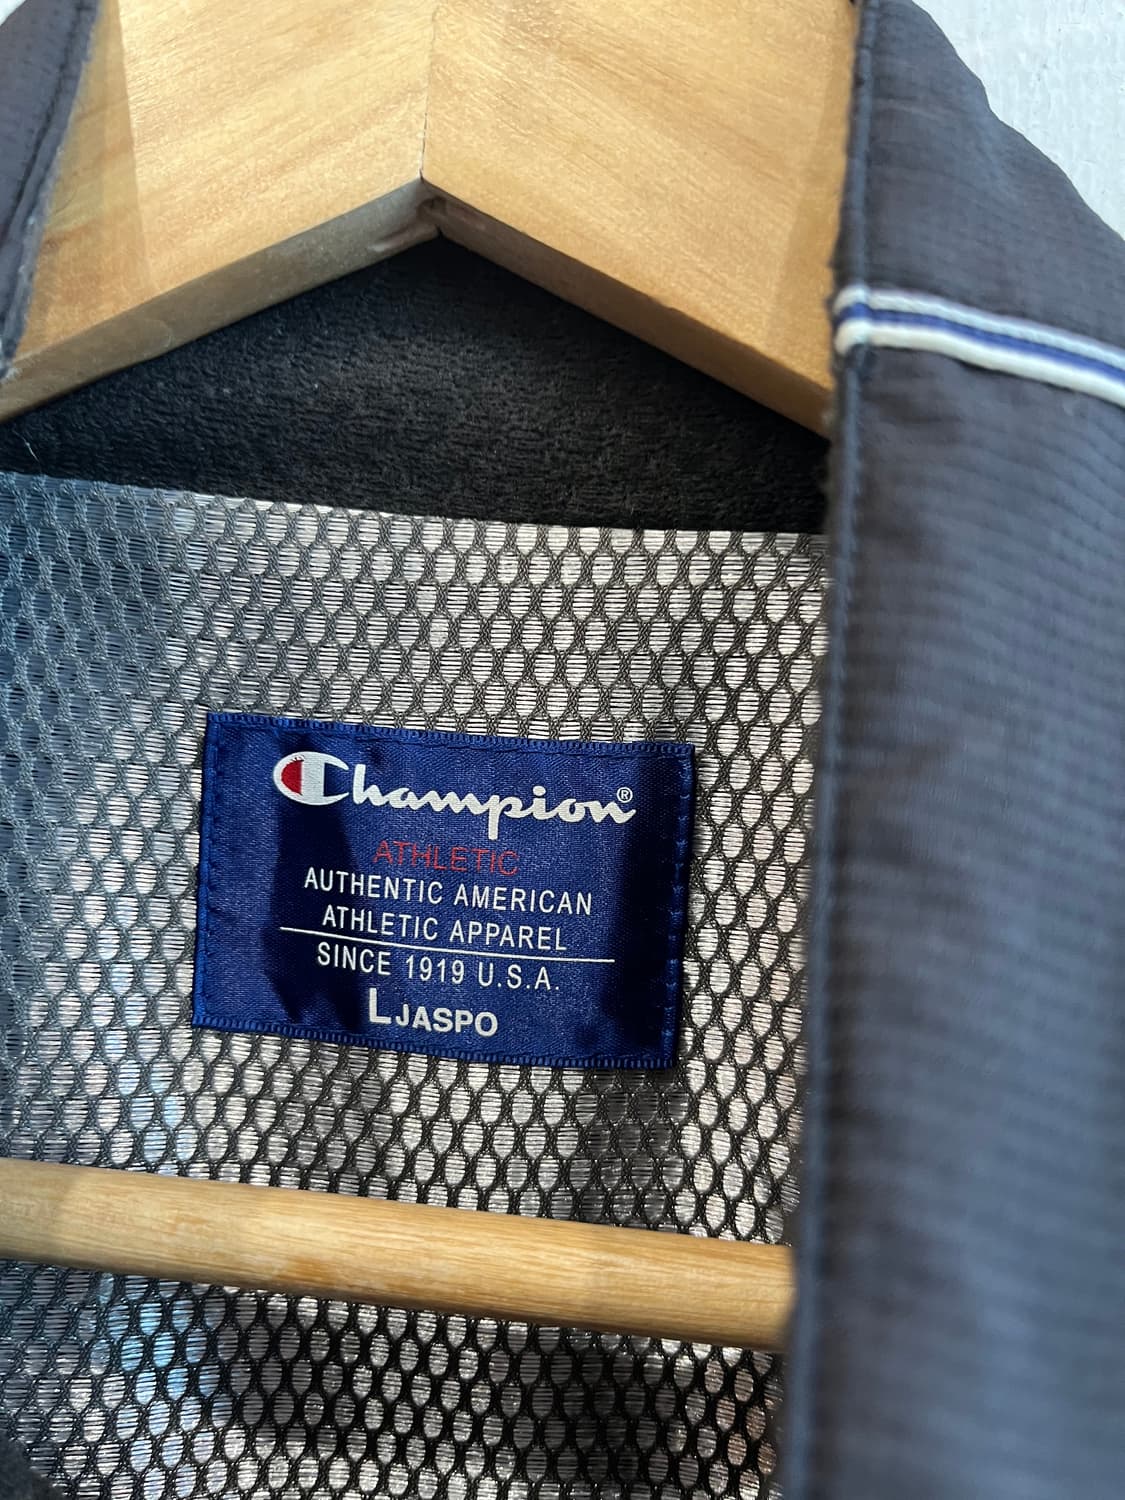 Champion®
ATHLETIC
AUTHENTIC AMERICAN
ATHLETIC APPAREL
SINCE 1919 U.S.A.
L JASPO